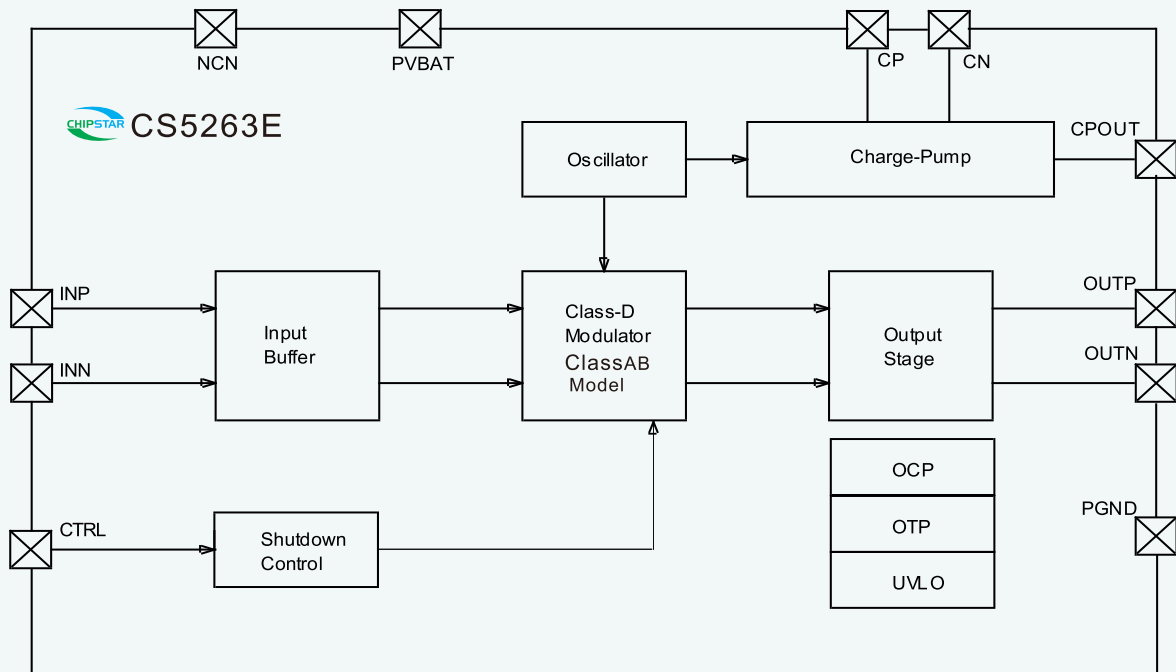 NCN
PVBAT
CP
CN
CHIPSTAR
CS5263E
Oscillator
Charge-Pump
CPOUT
INP
INN
Input
Buffer
Class-D
Modulator
ClassAB
Model
Output
Stage
OUTP
OUTN
CTRL
Shutdown
Control
OCP
OTP
UVLO
PGND